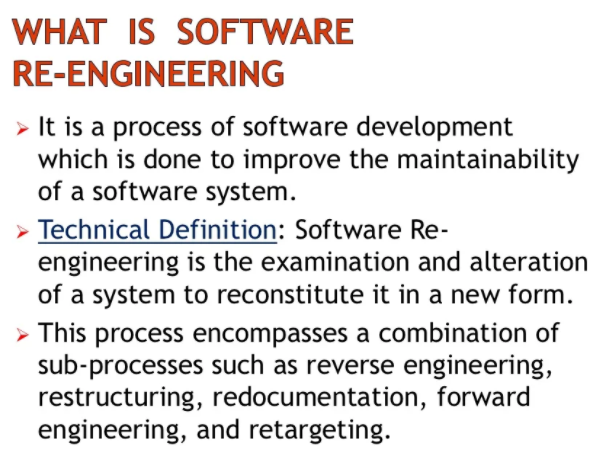 WHAT IS SOFTWARE
RE-ENGINEERING
It is a process of software development
which is done to improve the maintainability
of a software system.
Technical Definition: Software Re-
engineering is the examination and alteration
of a system to reconstitute it in a new form.
This process encompasses a combination of
sub-processes such as reverse engineering,
restructuring, redocumentation, forward
engineering, and retargeting.